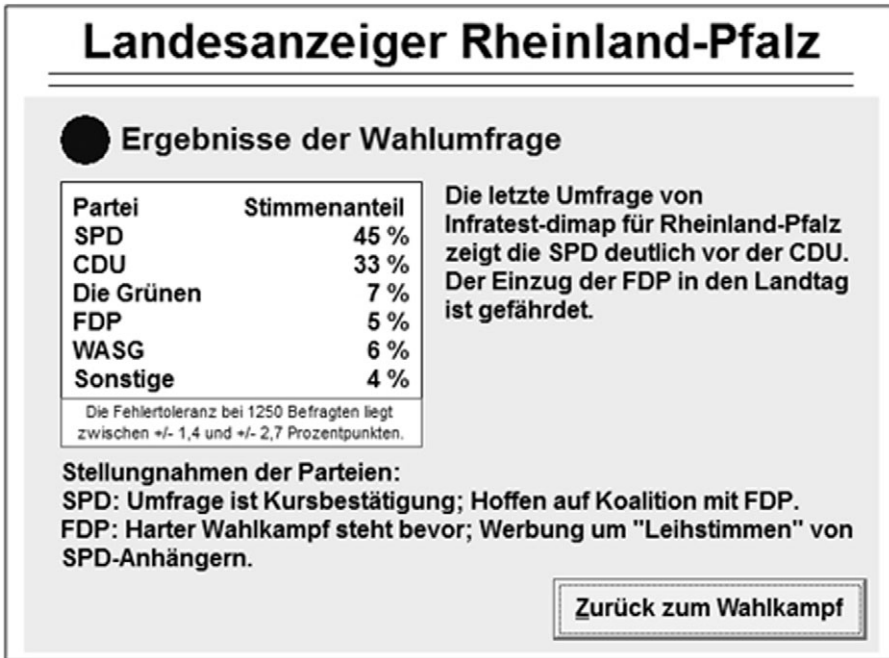 Landesanzeiger Rheinland-Pfalz
Ergebnisse der Wahlumfrage
Partei Stimmenanteil
SPD 45 %
CDU 33 %
Die Grünen 7 %
FDP 5 %
WASG 6 %
Sonstige 4 %
Die Fehlertoleranz bei 1250 Befragten liegt
zwischen +/- 1,4 und +/- 2,7 Prozentpunkten.
Die letzte Umfrage von
Infratest-dimap für Rheinland-Pfalz
zeigt die SPD deutlich vor der CDU.
Der Einzug der FDP in den Landtag
ist gefährdet.
Stellungnahmen der Parteien:
SPD: Umfrage ist Kursbestätigung; Hoffen auf Koalition mit FDP.
FDP: Harter Wahlkampf steht bevor; Werbung um "Leihstimmen" von
SPD-Anhängern.
Zurück zum Wahlkampf